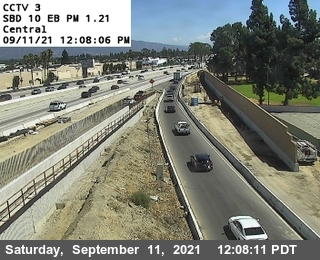 CCTV 3
SBD 10 EB PM 1.21
Central
09/11/21 12:08:06 PM
Saturday, September 11, 2021 12:08:11 PDT